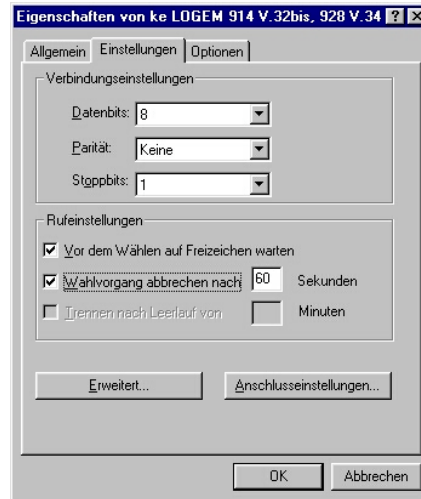 Eigenschaften von ke LOGEM 914 V.32bis, 928 V.34
Allgemein Einstellungen Optionen
Verbindungseinstellungen
Datenbits: 8
Parität: Keine
Stoppbits: 1
Rufeinstellungen
Vor dem Wählen auf Freizeichen warten
Wahlvorgang abbrechen nach 60 Sekunden
Trennen nach Leerlauf von Minuten
Erweitert... Anschlusseinstellungen...
OK Abbrechen